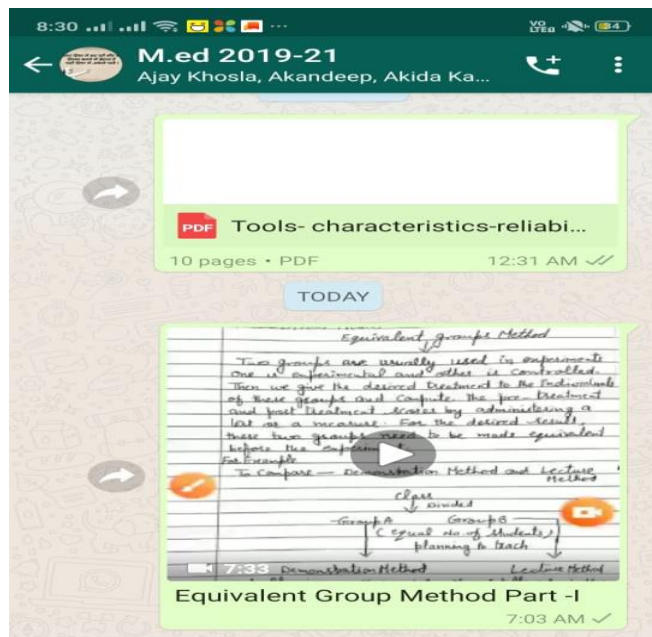 8:30
VO LTEA
84
M.ed 2019-21
Ajay Khosla, Akandeep, Akida Ka...
PDF Tools- characteristics-reliabi...
10 pages • PDF 12:31 AM
TODAY
Equivalent groups Method
Two groups are usually used in experiments
One is experimental and other is controlled.
Then we give the desired treatment to the Individuals
of these groups and Compute the pre-treatment
and post treatment scores by administering a
as a measure. For the desired result,
these two groups need to be made equivalent
before the
For Example
To Compare — Demonstration Method and Lecture
Method
Class
Divided
Group A Group B
(equal no. of students)
planning to teach
7:33 Demonstration Method Lecture Method
Equivalent Group Method Part -I
7:03 AM